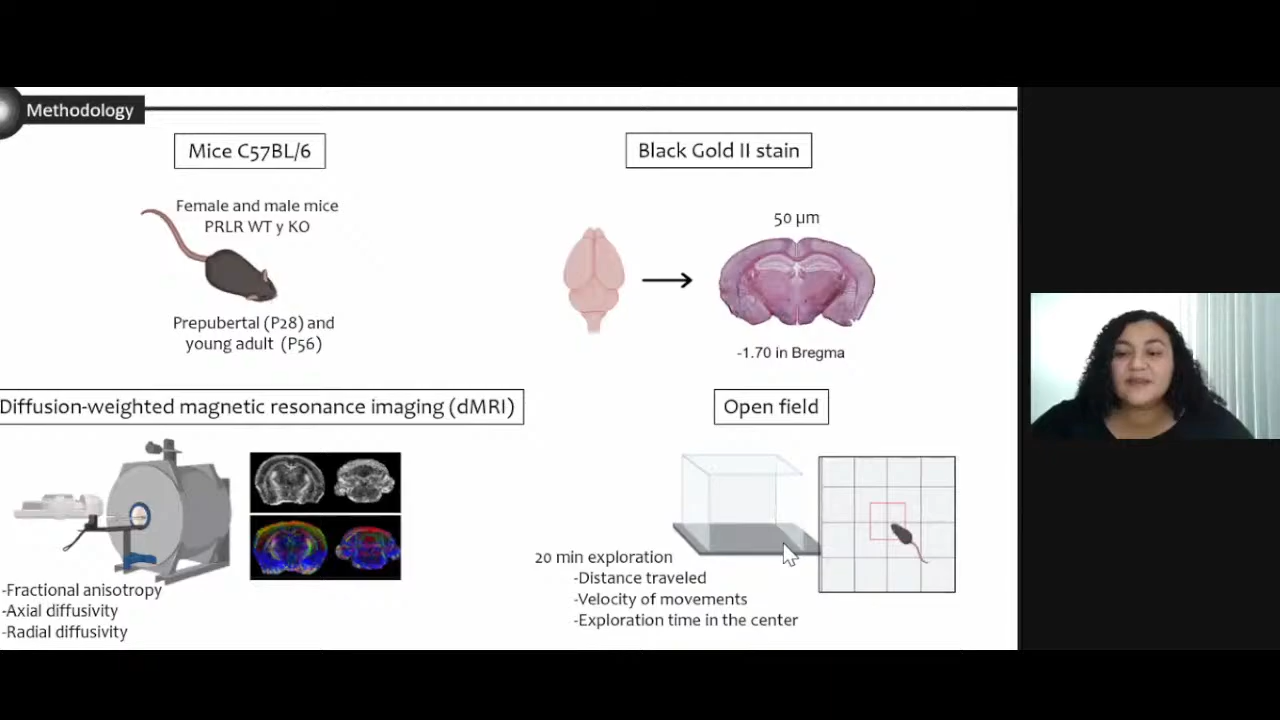 Methodology
Mice C57BL/6
Female and male mice
PRLR WT y KO
Prepubertal (P28) and
young adult (P56)
Black Gold II stain
50 µm
-1.70 in Bregma
Diffusion-weighted magnetic resonance imaging (dMRI)
-Fractional anisotropy
-Axial diffusivity
-Radial diffusivity
Open field
20 min exploration
-Distance traveled
-Velocity of movements
-Exploration time in the center